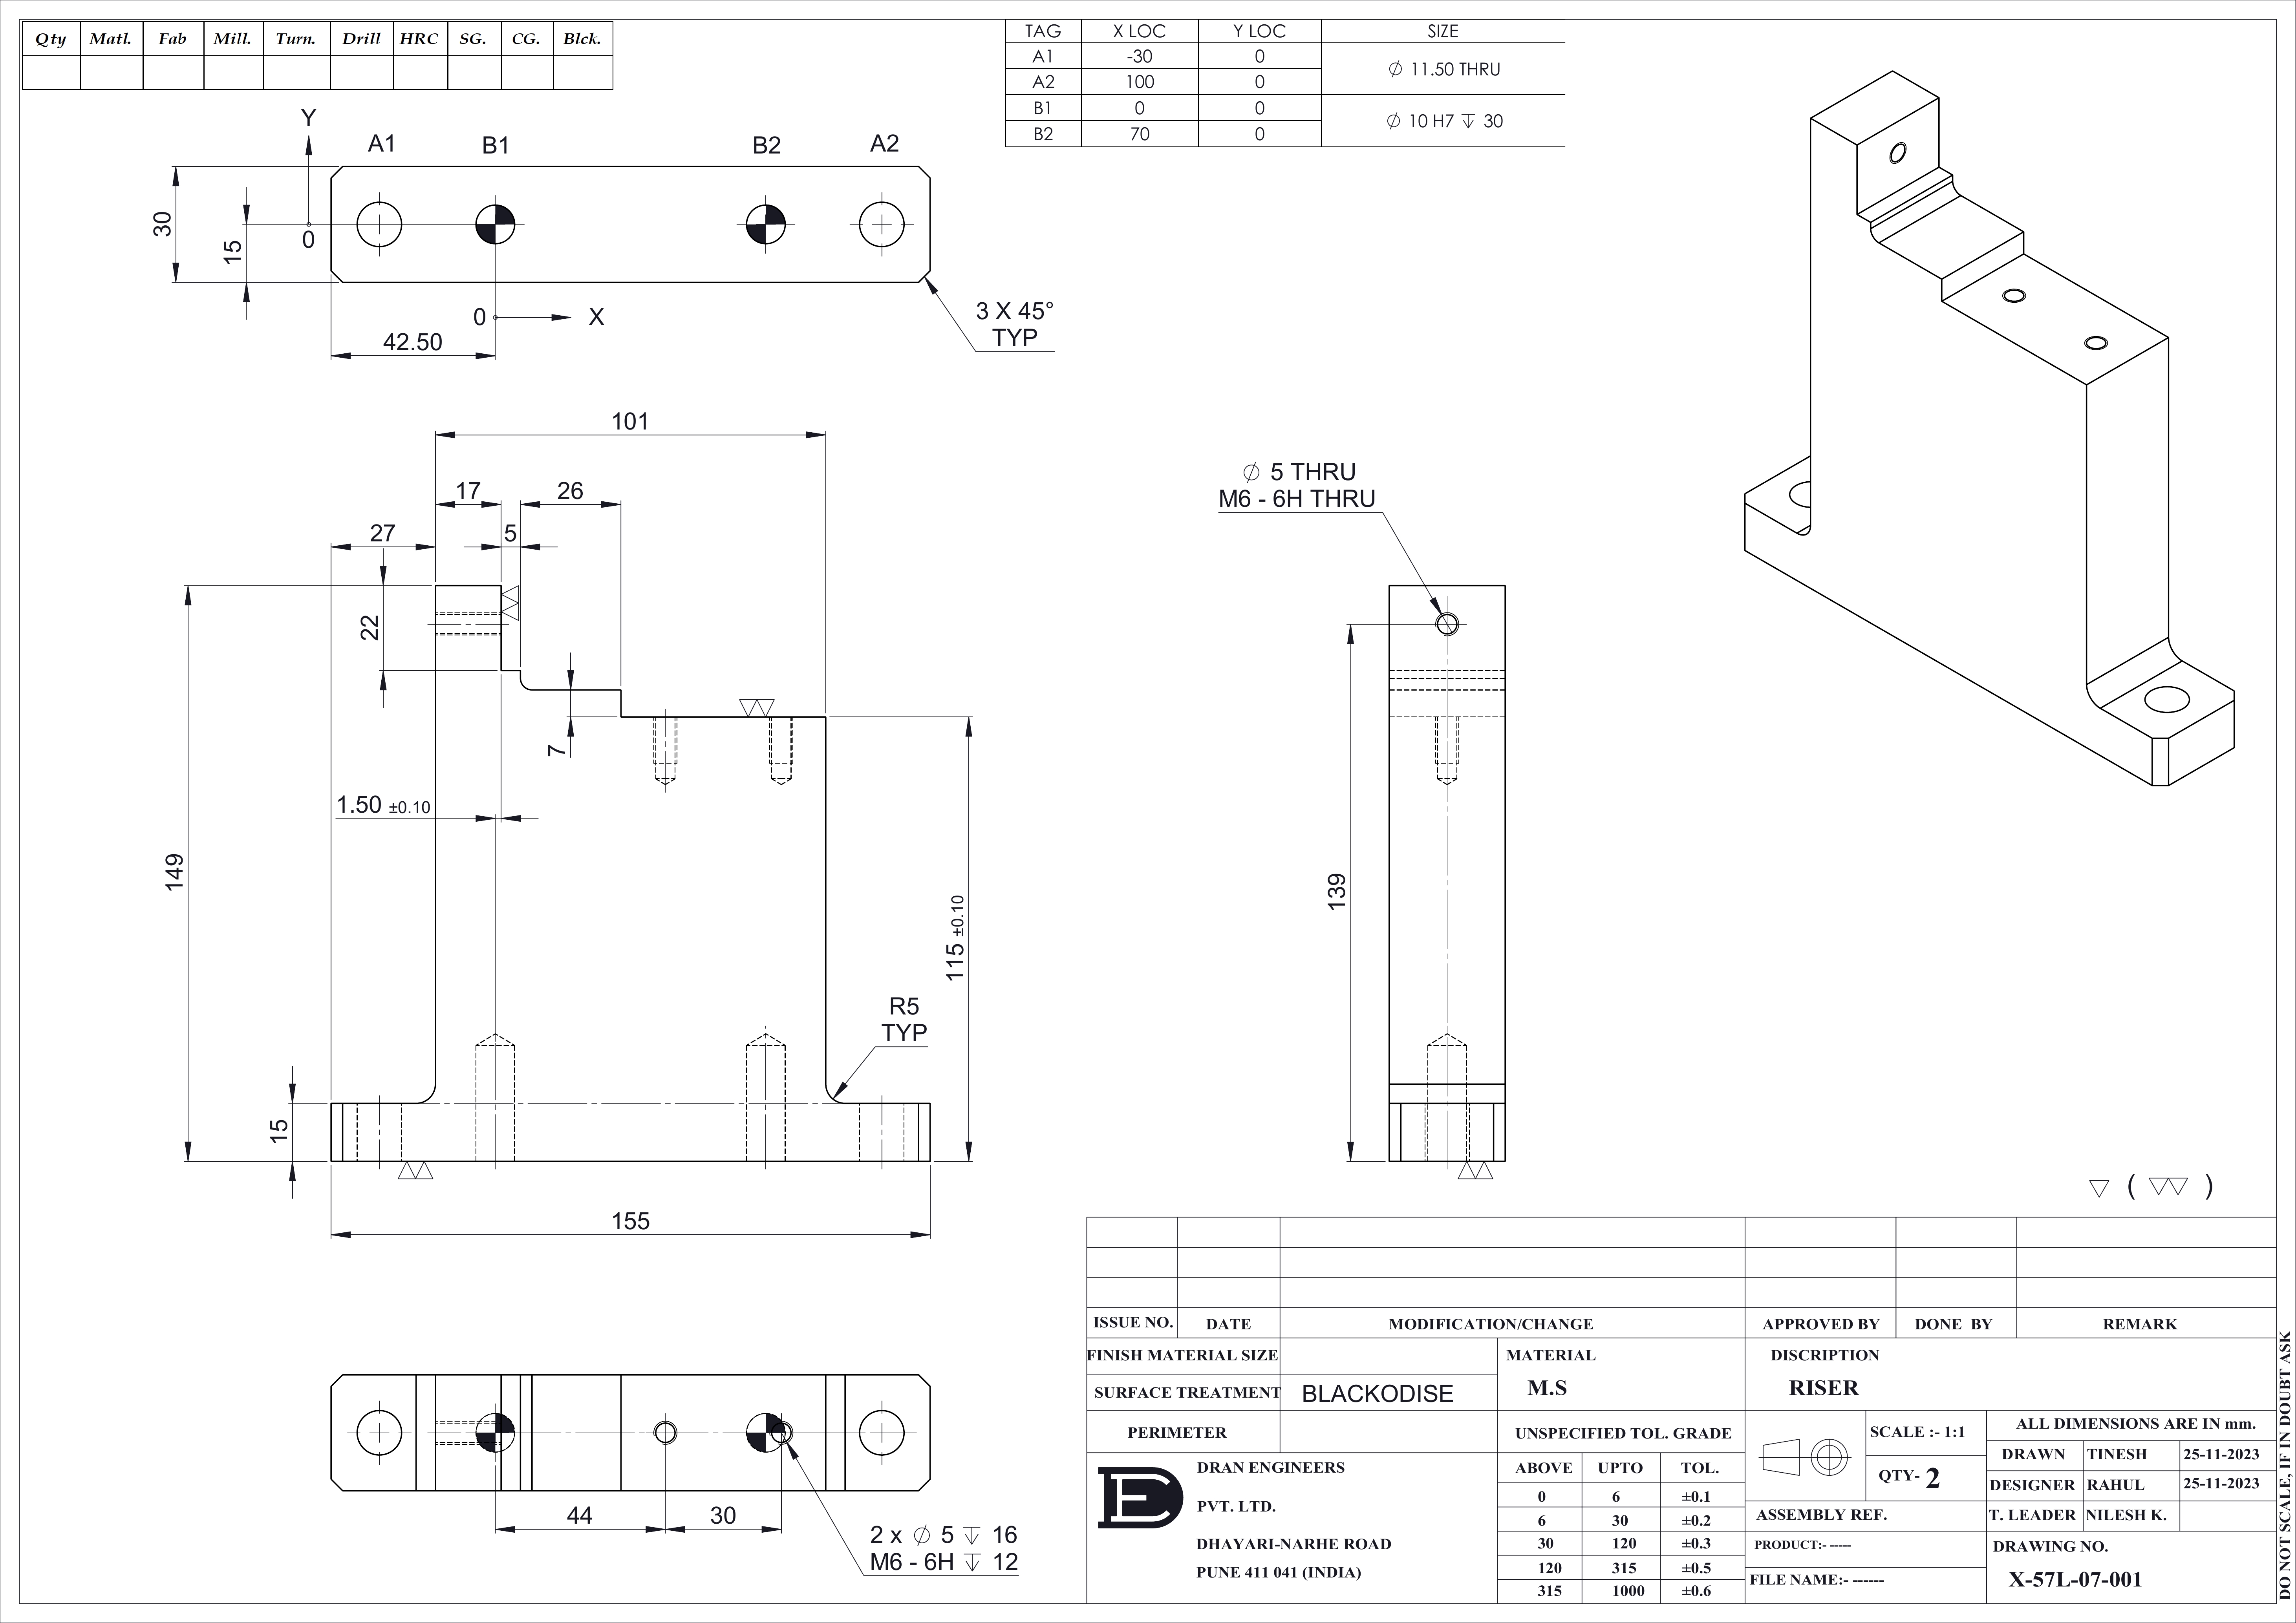 Qty Matl. Fab Mill. Turn. Drill HRC SG. CG. Blck.
TAG X LOC Y LOC SIZE
A1 -30 0 ∅ 11.50 THRU
A2 100 0
B1 0 0 ∅ 10 H7 ↧ 30
B2 70 0
Y
A1 B1 B2 A2
30
15
0
0 X
42.50
3 X 45°
TYP
101
17 26
27 5
22
7
1.50 ±0.10
149
115 ±0.10
R5
TYP
15
155
∅ 5 THRU
M6 - 6H THRU
139
( )
44 30
2 x ∅ 5 ↧ 16
M6 - 6H ↧ 12
ISSUE NO. DATE MODIFICATION/CHANGE APPROVED BY DONE BY REMARK
FINISH MATERIAL SIZE MATERIAL DISCRIPTION
M.S RISER
SURFACE TREATMENT BLACKODISE
PERIMETER UNSPECIFIED TOL. GRADE
SCALE :- 1:1 ALL DIMENSIONS ARE IN mm.
QTY- 2
DRAWN TINESH 25-11-2023
DESIGNER RAHUL 25-11-2023
T. LEADER NILESH K.
DE
DRAN ENGINEERS
PVT. LTD.
DHAYARI-NARHE ROAD
PUNE 411 041 (INDIA)
ABOVE UPTO TOL.
0 6 ±0.1
6 30 ±0.2
30 120 ±0.3
120 315 ±0.5
315 1000 ±0.6
ASSEMBLY REF.
PRODUCT:- -----
FILE NAME:- ------
DRAWING NO.
X-57L-07-001
DO NOT SCALE, IF IN DOUBT ASK